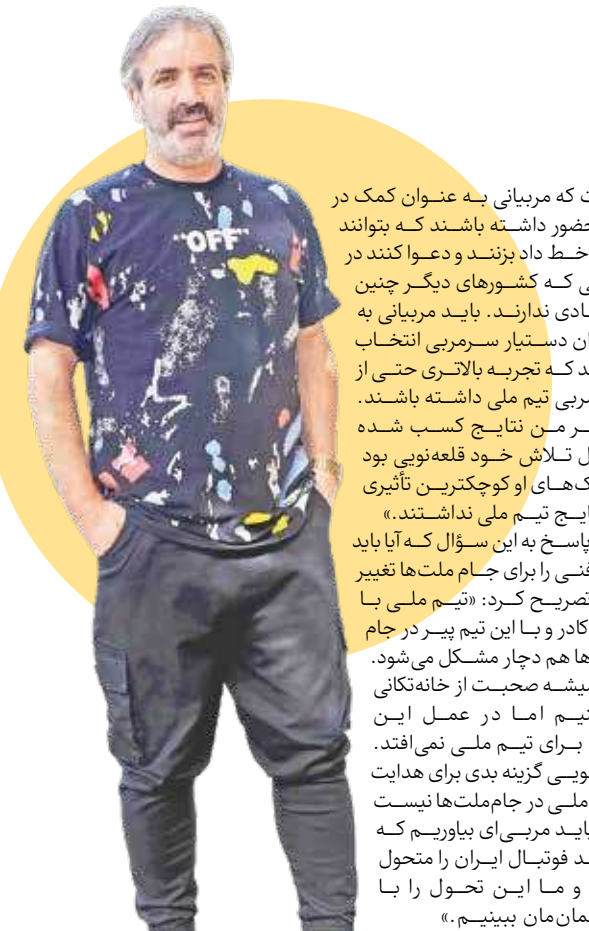 "OFF"
که مربیانی به عنوان کمک در
داشته باشند که بتوانند
داد بزنند و دعوا کنند در
که کشورهای دیگر چنین
ندارند. باید مربیانی به
دستیار سرمربی انتخاب
که تجربه بالاتری حتی از
تیم ملی داشته باشند.
من نتایج کسب شده
تلاش خود قلعه‌نویی بود
او کوچکترین تأثیری
تیم ملی نداشتند.»
پاسخ به این سؤال که آیا باید
فنی را برای جام ملت‌ها تغییر
تصریح کرد: «تیم ملی با
کادر و با این تیم پیر در جام
هم دچار مشکل می‌شود.
صحبت از خانه‌تکانی
اما در عمل این
برای تیم ملی نمی‌افتد.
گزینه بدی برای هدایت
ملی در جام‌ملت‌ها نیست
باید مربی‌ای بیاوریم که
فوتبال ایران را متحول
و ما این تحول را با
ببینیم.»